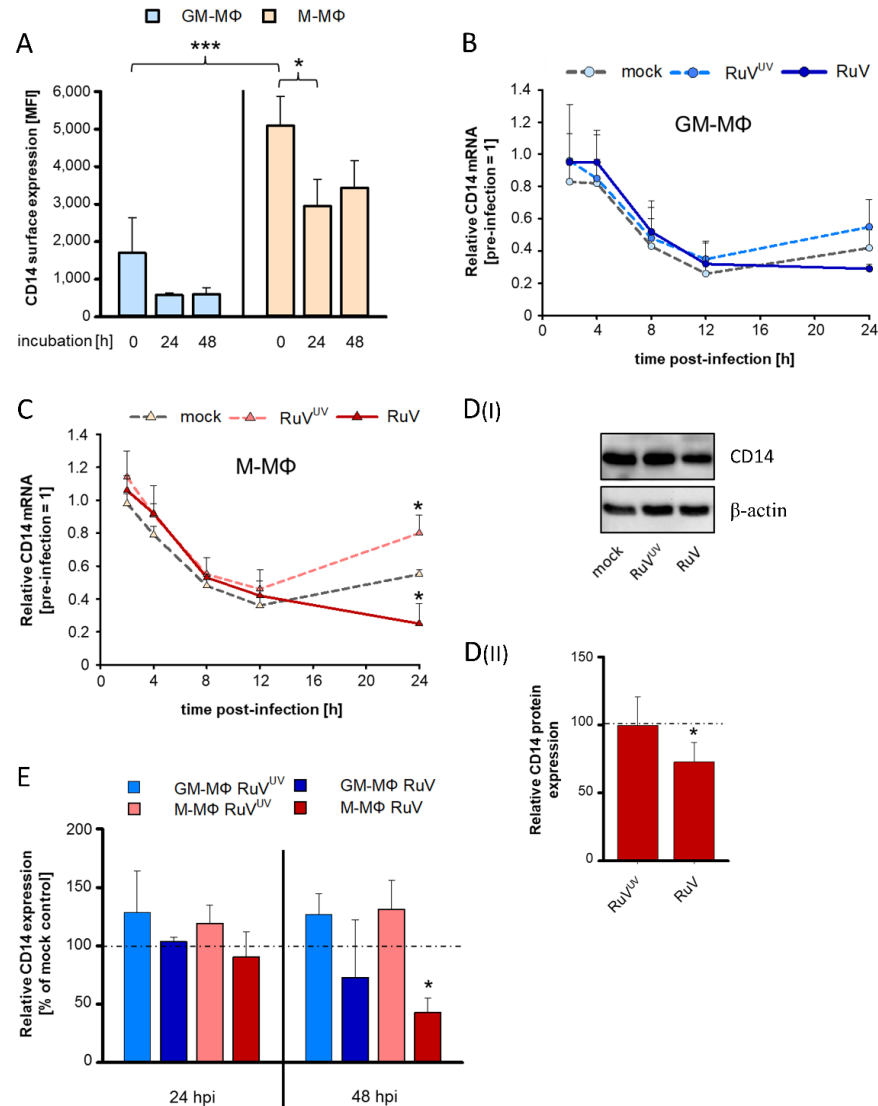 A
GM-MΦ M-MΦ
*** *
CD14 surface expression [MFI]
6,000
5,000
4,000
3,000
2,000
1,000
0
incubation [h] 0 24 48 0 24 48
B
mock RuV^UV RuV
GM-MΦ
Relative CD14 mRNA
[pre-infection = 1]
1.4
1.2
1.0
0.8
0.6
0.4
0.2
0
0 4 8 12 16 20 24
time post-infection [h]
C
mock RuV^UV RuV
M-MΦ
Relative CD14 mRNA
[pre-infection = 1]
1.4
1.2
1.0
0.8
0.6
0.4
0.2
0
*
*
0 4 8 12 16 20 24
time post-infection [h]
D(I)
CD14
β-actin
mock RuV^UV RuV
D(II)
Relative CD14 protein
expression
150
100
50
0
*
RuV^UV RuV
E
GM-MΦ RuV^UV GM-MΦ RuV
M-MΦ RuV^UV M-MΦ RuV
Relative CD14 expression
[% of mock control]
200
150
100
50
0
*
24 hpi 48 hpi